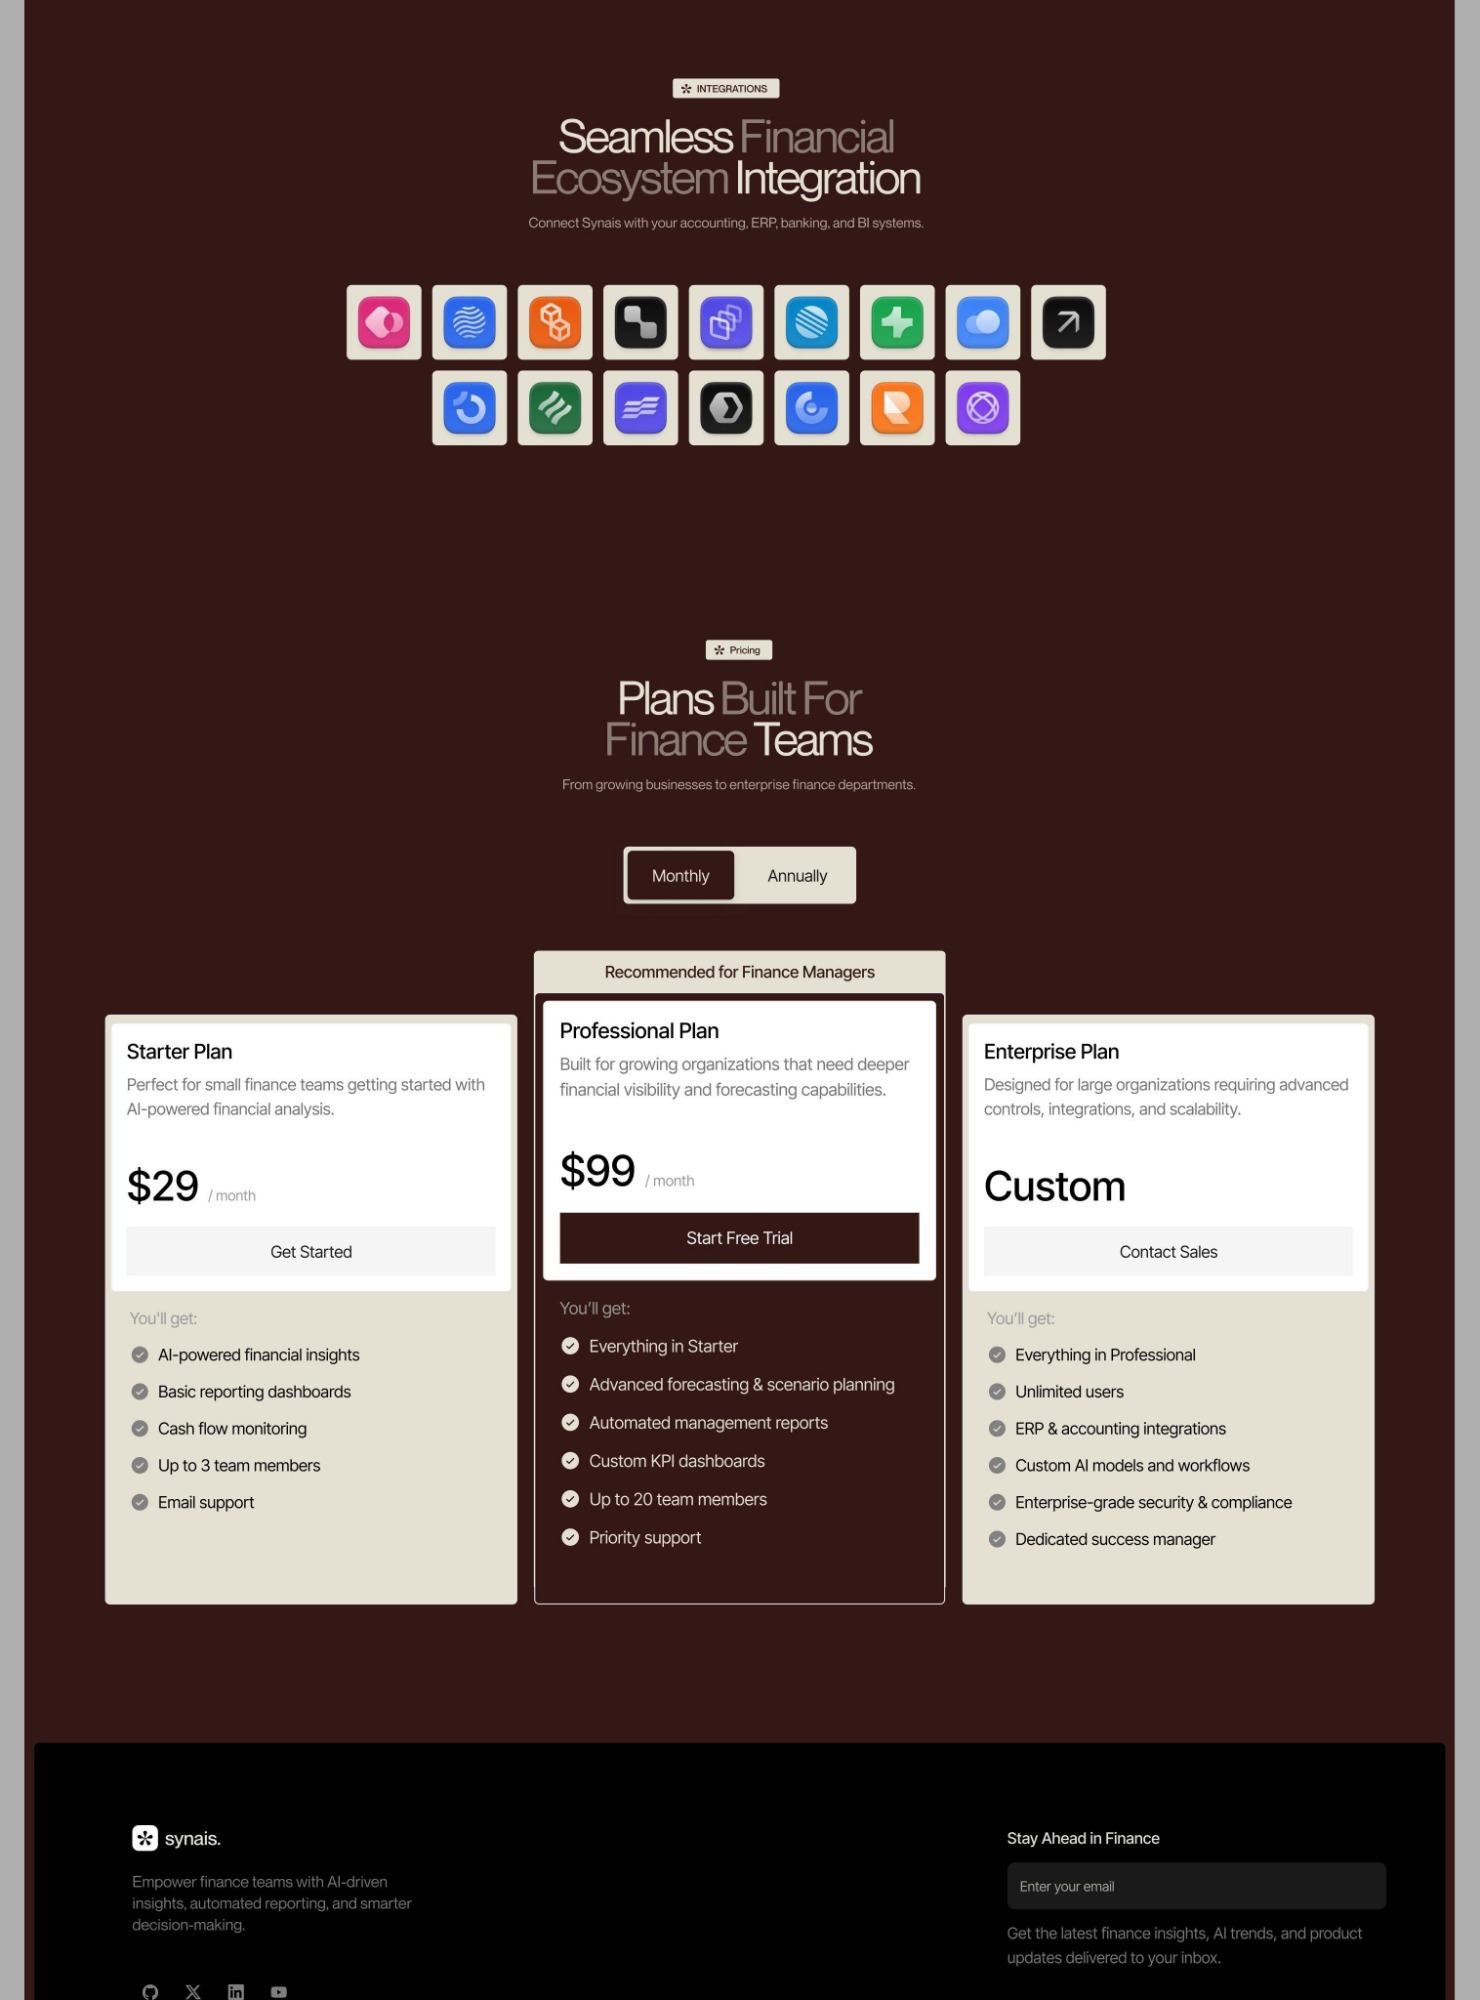 INTEGRATIONS
Seamless Financial
Ecosystem Integration
Connect Synais with your accounting, ERP, banking, and BI systems.
Pricing
Plans Built For
Finance Teams
From growing businesses to enterprise finance departments.
Monthly
Annually
Starter Plan
Perfect for small finance teams getting started with
AI-powered financial analysis.
$29 / month
Get Started
You'll get:
AI-powered financial insights
Basic reporting dashboards
Cash flow monitoring
Up to 3 team members
Email support
Recommended for Finance Managers
Professional Plan
Built for growing organizations that need deeper
financial visibility and forecasting capabilities.
$99 / month
Start Free Trial
You'll get:
Everything in Starter
Advanced forecasting & scenario planning
Automated management reports
Custom KPI dashboards
Up to 20 team members
Priority support
Enterprise Plan
Designed for large organizations requiring advanced
controls, integrations, and scalability.
Custom
Contact Sales
You'll get:
Everything in Professional
Unlimited users
ERP & accounting integrations
Custom AI models and workflows
Enterprise-grade security & compliance
Dedicated success manager
synais.
Empower finance teams with AI-driven
insights, automated reporting, and smarter
decision-making.
Stay Ahead in Finance
Enter your email
Get the latest finance insights, AI trends, and product
updates delivered to your inbox.